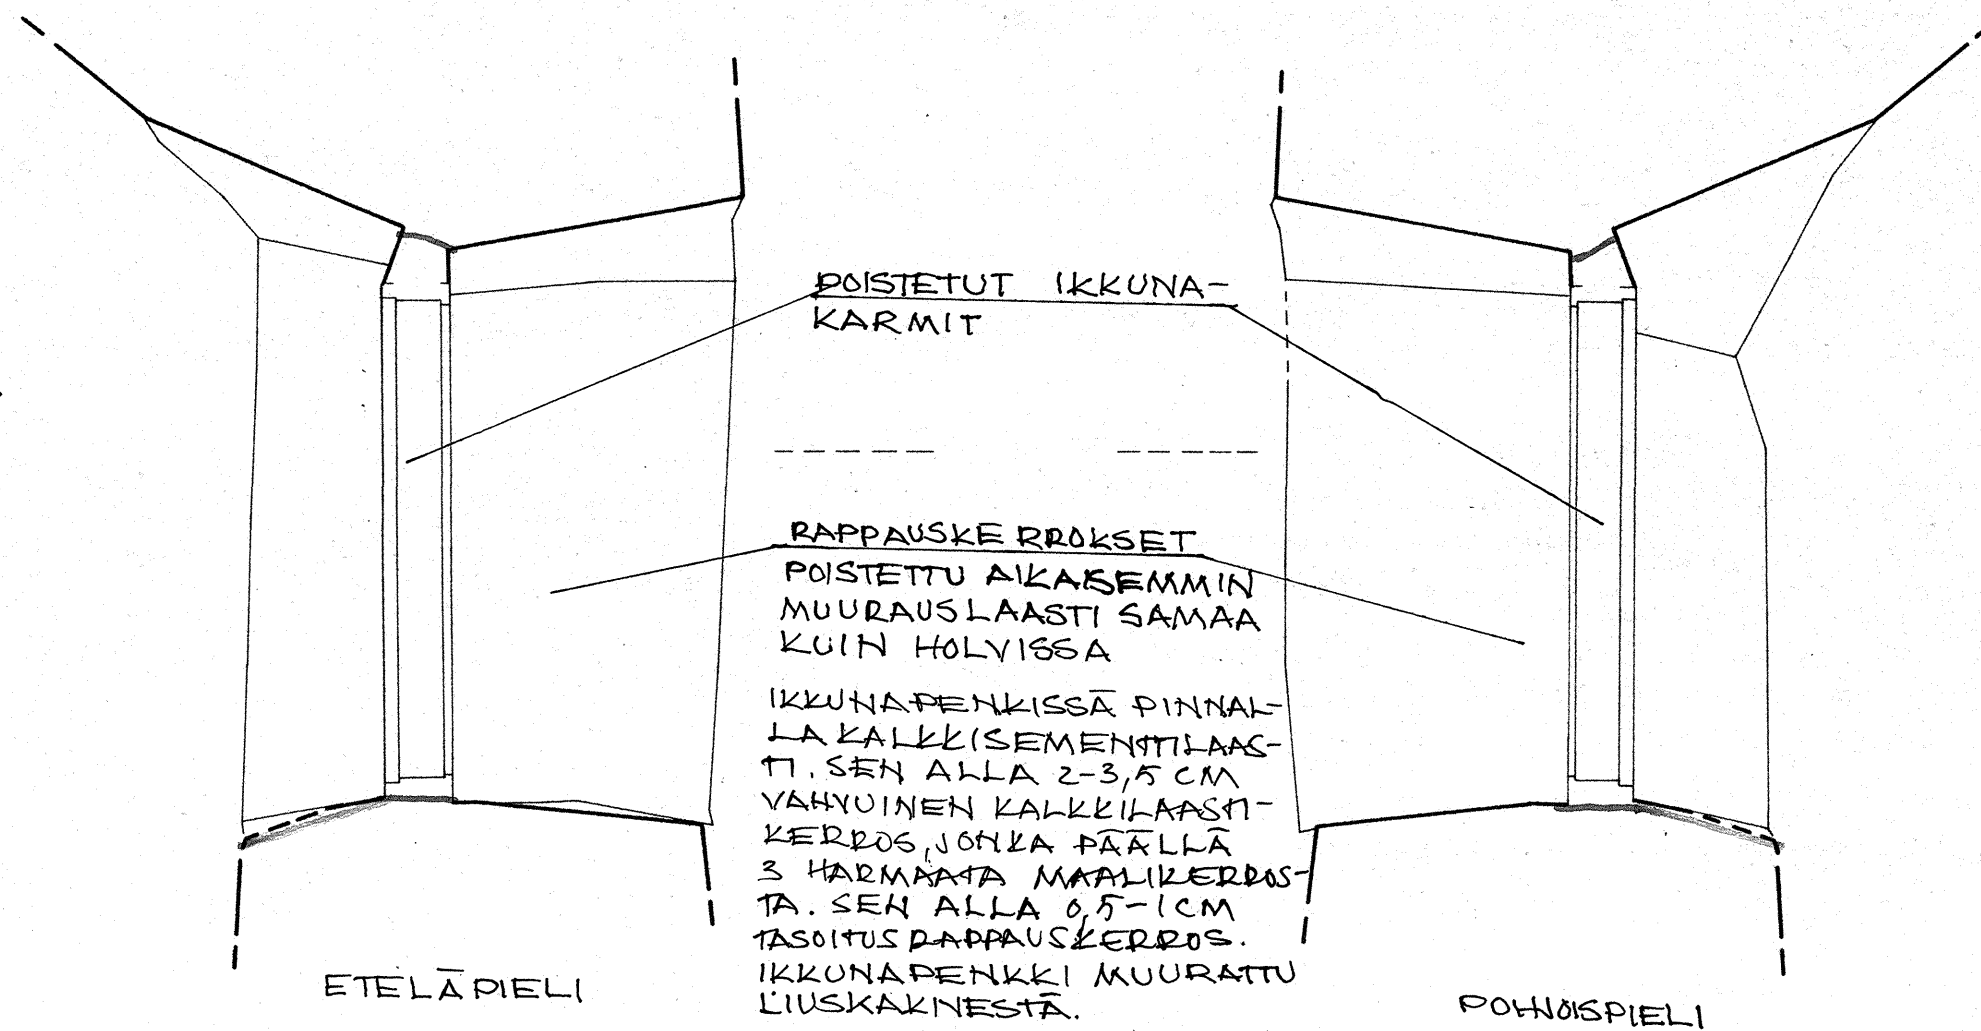 POISTETUT IKKUNA-
KARMIT
RAPPAUSKERROKSET
POISTETTU AIKAISEMMIN
MUURAUSLAASTI SAMAA
KUIN HOLVISSA
IKKUNAPENKISSÄ PINNAL-
LA KALKKISEMENTTILAAS-
TI. SEN ALLA 2-3,5 CM
VAHVUINEN KALKKILAASTI-
KERROS, JONKA PÄÄLLÄ
3 HARMAATA MAALIKERROS-
TA. SEN ALLA 0,5-1CM
TASOITUSRAPPAUSKERROS.
IKKUNAPENKKI MUURATTU
LIUSKAKIVESTÄ.
ETELÄPIELI
POHJOISPIELI